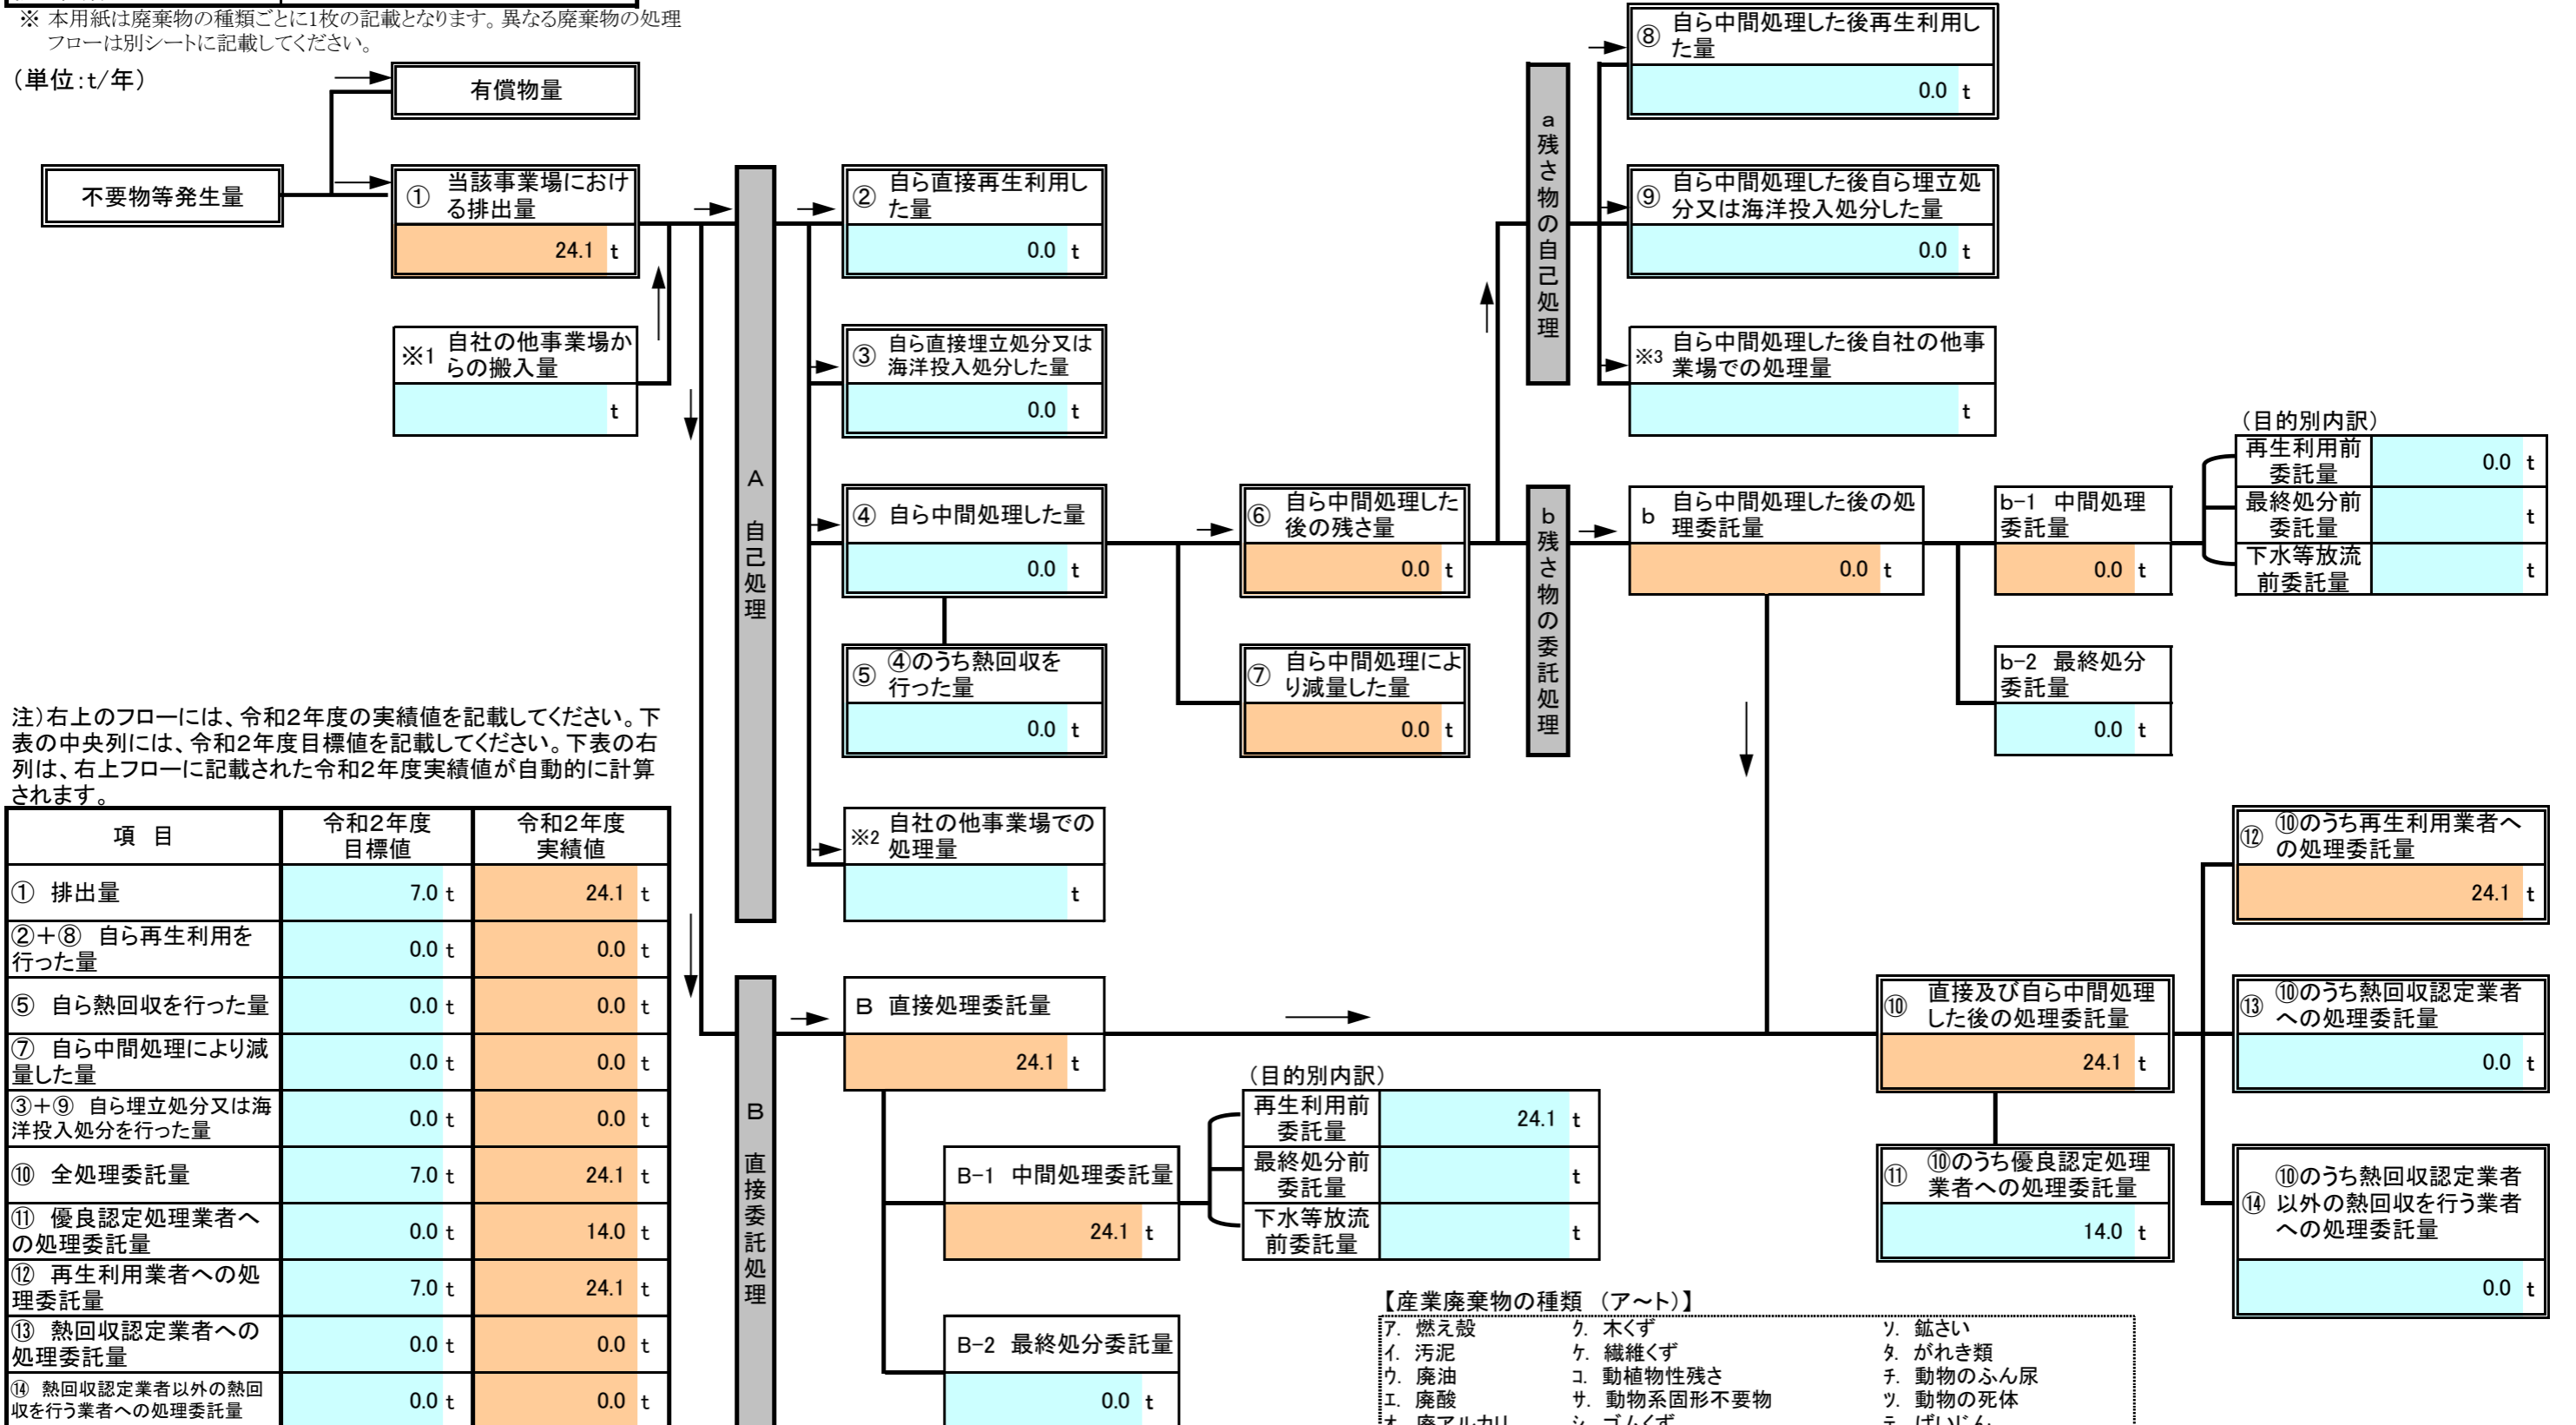 ※ 本用紙は廃棄物の種類ごとに1枚の記載となります。異なる廃棄物の処理
フローは別シートに記載してください。
(単位:t/年)
有償物量
不要物等発生量
① 当該事業場におけ
る排出量
24.1 t
※1 自社の他事業場か
らの搬入量
t
A 自己処理
② 自ら直接再生利用し
た量
0.0 t
③ 自ら直接埋立処分又は
海洋投入処分した量
0.0 t
④ 自ら中間処理した量
0.0 t
⑤ ④のうち熱回収を
行った量
0.0 t
※2 自社の他事業場での
処理量
t
⑥ 自ら中間処理した
後の残さ量
0.0 t
⑦ 自ら中間処理によ
り減量した量
0.0 t
a残さ物の自己処理
⑧ 自ら中間処理した後再生利用し
た量
0.0 t
⑨ 自ら中間処理した後自ら埋立処
分又は海洋投入処分した量
0.0 t
※3 自ら中間処理した後自社の他事
業場での処理量
t
b残さ物の委託処理
b 自ら中間処理した後の処
理委託量
0.0 t
b-1 中間処理
委託量
0.0 t
(目的別内訳)
再生利用前
委託量 0.0 t
最終処分前
委託量 t
下水等放流
前委託量 t
b-2 最終処分
委託量
0.0 t
注)右上のフローには、令和2年度の実績値を記載してください。下
表の中央列には、令和2年度目標値を記載してください。下表の右
列は、右上フローに記載された令和2年度実績値が自動的に計算
されます。
項 目 令和2年度 令和2年度
目標値 実績値
① 排出量 7.0 t 24.1 t
②+⑧ 自ら再生利用を
行った量 0.0 t 0.0 t
⑤ 自ら熱回収を行った量 0.0 t 0.0 t
⑦ 自ら中間処理により減
量した量 0.0 t 0.0 t
③+⑨ 自ら埋立処分又は海
洋投入処分を行った量 0.0 t 0.0 t
⑩ 全処理委託量 7.0 t 24.1 t
⑪ 優良認定処理業者へ
の処理委託量 0.0 t 14.0 t
⑫ 再生利用業者への処
理委託量 7.0 t 24.1 t
⑬ 熱回収認定業者への
処理委託量 0.0 t 0.0 t
⑭ 熱回収認定業者以外の熱回
収を行う業者への処理委託量 0.0 t 0.0 t
B 直接委託処理
B 直接処理委託量
24.1 t
B-1 中間処理委託量
24.1 t
B-2 最終処分委託量
0.0 t
(目的別内訳)
再生利用前
委託量 24.1 t
最終処分前
委託量 t
下水等放流
前委託量 t
⑩ 直接及び自ら中間処理
した後の処理委託量
24.1 t
⑪ ⑩のうち優良認定処理
業者への処理委託量
14.0 t
⑫ ⑩のうち再生利用業者へ
の処理委託量
24.1 t
⑬ ⑩のうち熱回収認定業者
への処理委託量
0.0 t
⑭ ⑩のうち熱回収認定業者
以外の熱回収を行う業者
への処理委託量
0.0 t
【産業廃棄物の種類 (ア~ト)】
ア. 燃え殻 ク. 木くず ソ. 鉱さい
イ. 汚泥 ケ. 繊維くず タ. がれき類
ウ. 廃油 コ. 動植物性残さ チ. 動物のふん尿
エ. 廃酸 サ. 動物系固形不要物 ツ. 動物の死体
オ. 廃アルカリ シ. ゴムくず テ. ばいじん